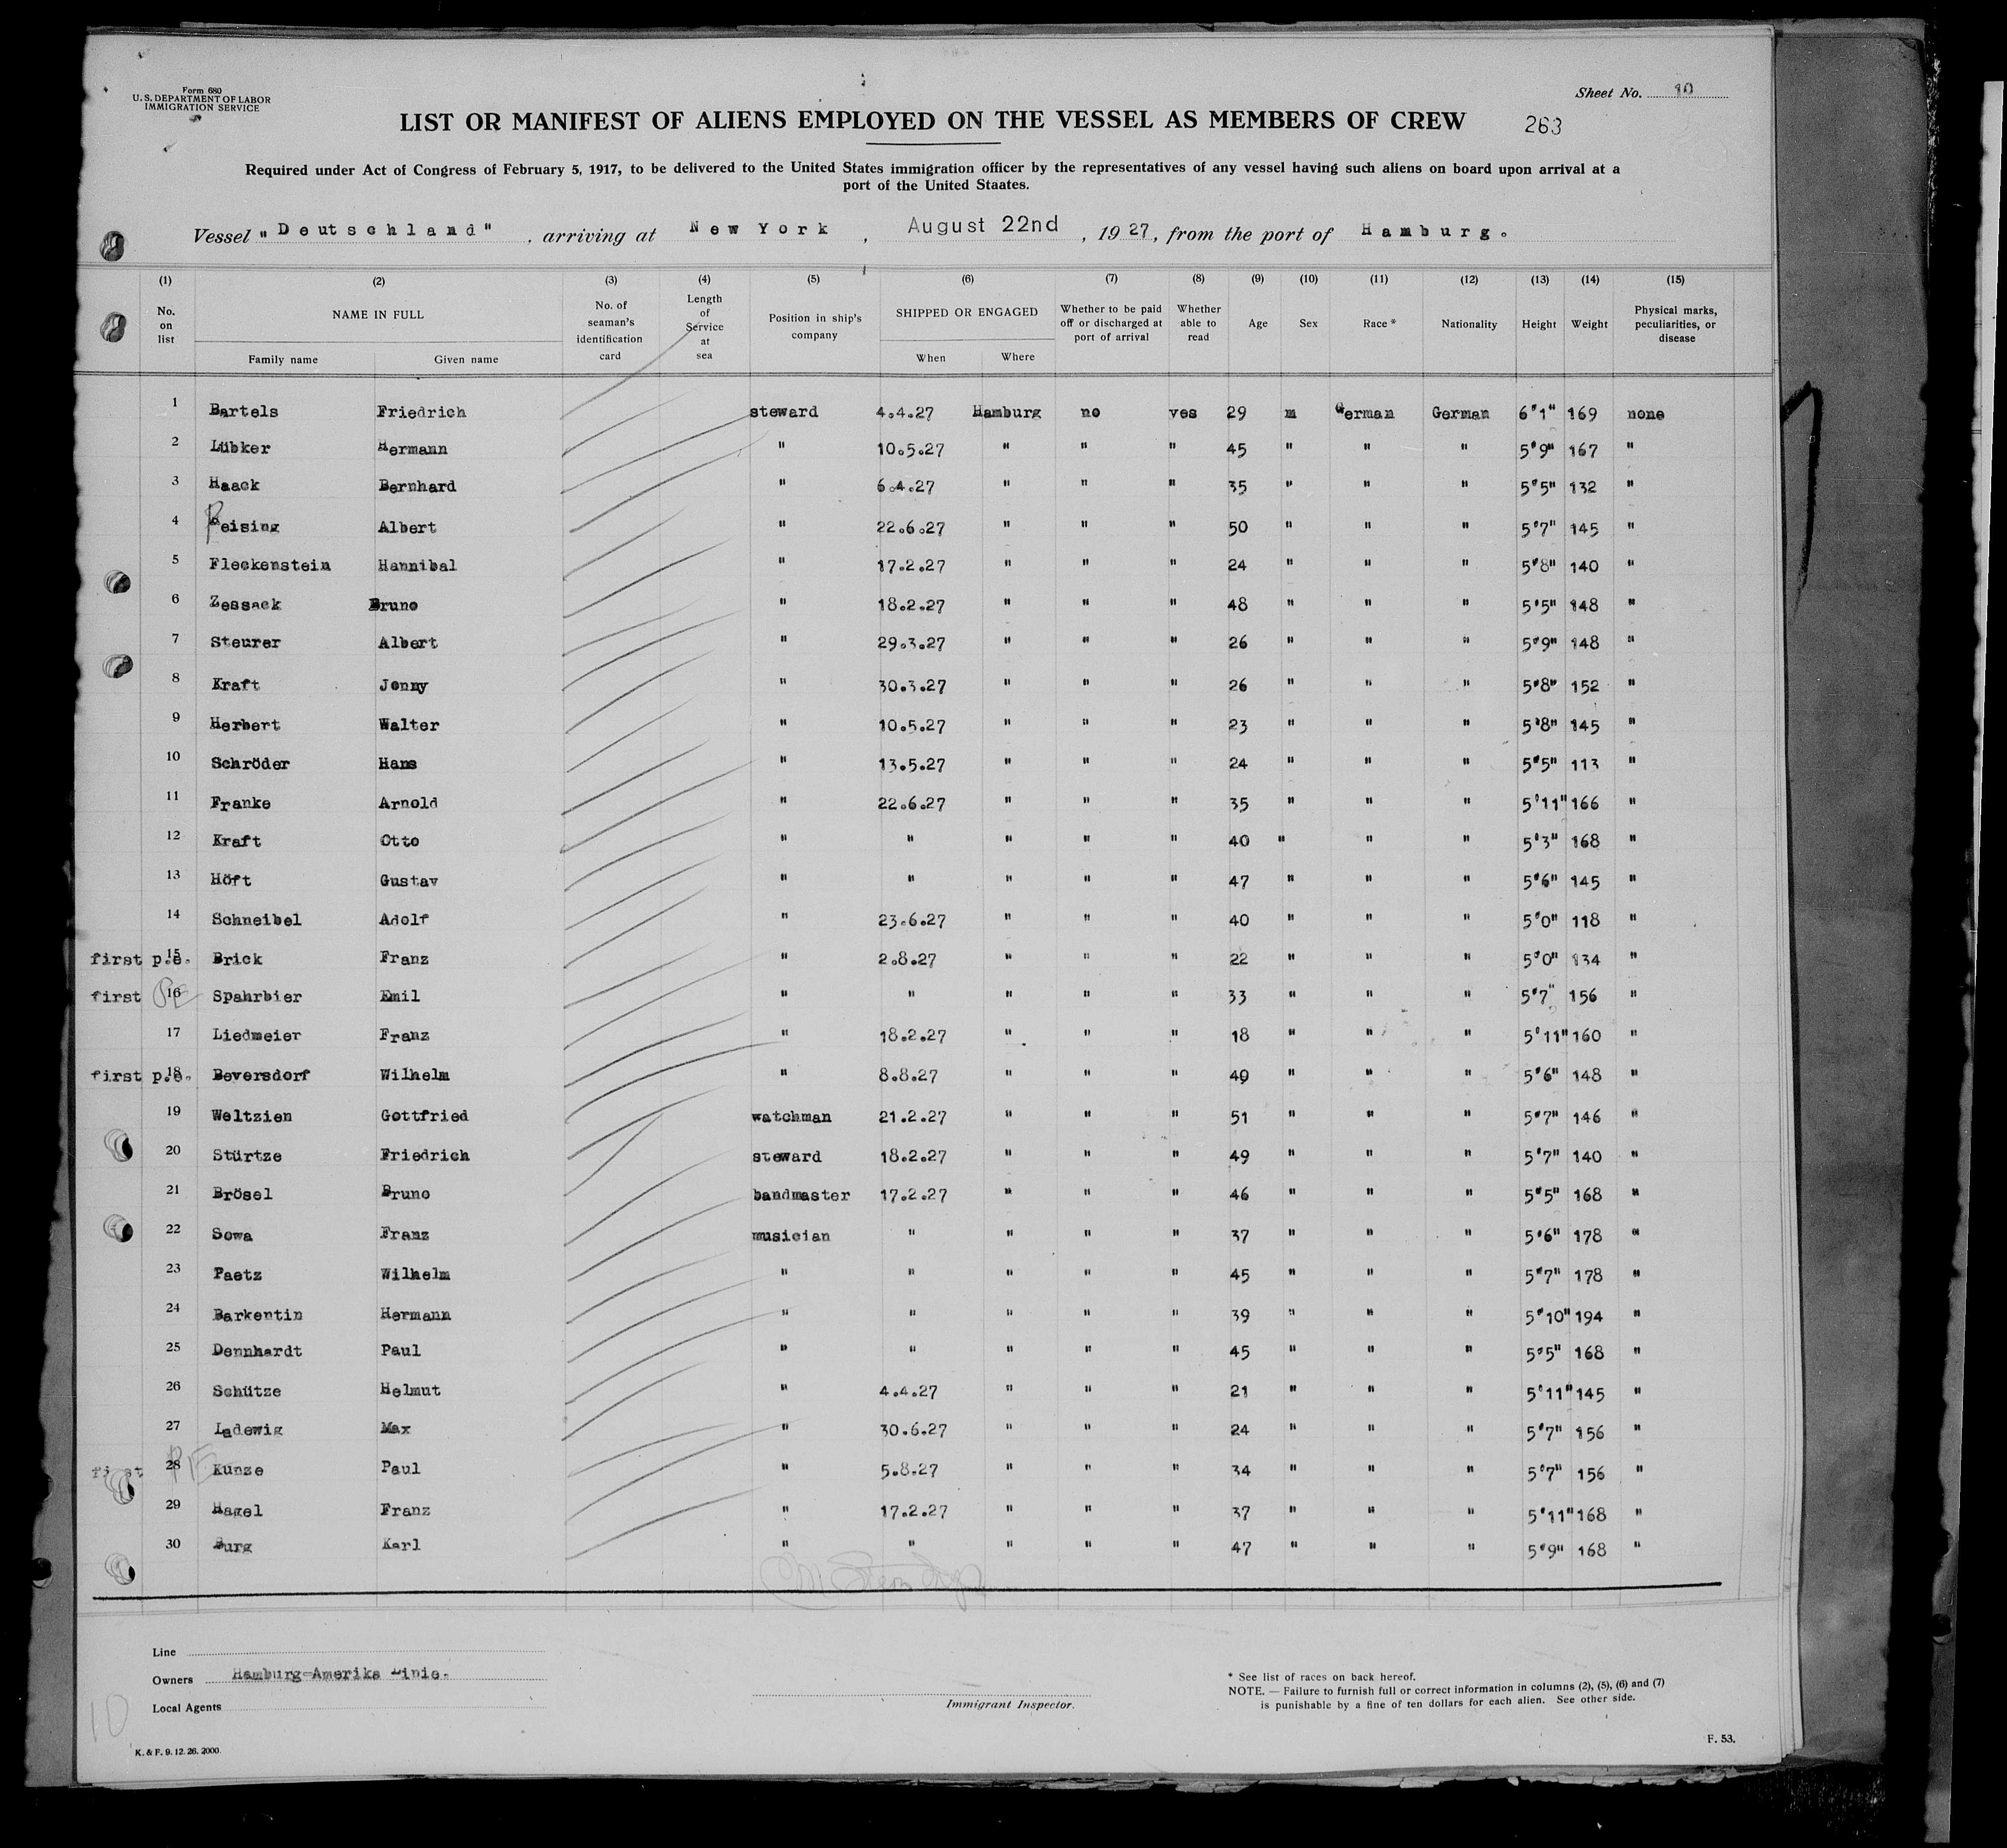 Form 680
U. S. DEPARTMENT OF LABOR
IMMIGRATION SERVICE
Sheet No. 10
LIST OR MANIFEST OF ALIENS EMPLOYED ON THE VESSEL AS MEMBERS OF CREW 263
Required under Act of Congress of February 5, 1917, to be delivered to the United States immigration officer by the representatives of any vessel having such aliens on board upon arrival at a
port of the United Staates.
Vessel "Deutschland", arriving at New York, August 22nd, 1927, from the port of Hamburg.
(1) (2) (3) (4) (5) (6) (7) (8) (9) (10) (11) (12) (13) (14) (15)
No. on list NAME IN FULL Family name Given name No. of seaman's identification card Length of Service at sea Position in ship's company SHIPPED OR ENGAGED When Where Whether to be paid off or discharged at port of arrival Whether able to read Age Sex Race * Nationality Height Weight Physical marks, peculiarities, or disease
1 Bartels Friedrich steward 4.4.27 Hamburg no yes 29 m German German 6'1" 169 none
2 Lübker Hermann " 10.5.27 " " " 45 " " " 5'9" 167 "
3 Haack Bernhard " 6.4.27 " " " 35 " " " 5'5" 132 "
4 Reising Albert " 22.6.27 " " " 50 " " " 5'7" 145 "
5 Fleckenstein Hannibal " 17.2.27 " " " 24 " " " 5'8" 140 "
6 Zessack Bruno " 18.2.27 " " " 48 " " " 5'5" 148 "
7 Steurer Albert " 29.3.27 " " " 26 " " " 5'9" 148 "
8 Kraft Jonny " 30.3.27 " " " 26 " " " 5'8" 152 "
9 Herbert Walter " 10.5.27 " " " 23 " " " 5'8" 145 "
10 Schröder Hans " 13.5.27 " " " 24 " " " 5'5" 113 "
11 Franke Arnold " 22.6.27 " " " 35 " " " 5'11" 166 "
12 Kraft Otto " " " " " 40 " " " 5'3" 168 "
13 Höft Gustav " " " " " 47 " " " 5'6" 145 "
14 Schneibel Adolf " 23.6.27 " " " 40 " " " 5'0" 118 "
first p.e. 15 Brick Franz " 2.8.27 " " " 22 " " " 5'0" 134 "
first PE 16 Spahrbier Emil " " " " " 33 " " " 5'7" 156 "
17 Liedmeier Franz " 18.2.27 " " " 18 " " " 5'11" 160 "
first p.e. 18 Beversdorf Wilhelm " 8.8.27 " " " 49 " " " 5'6" 148 "
19 Weltzien Gottfried watchman 21.2.27 " " " 51 " " " 5'7" 146 "
20 Stürtze Friedrich steward 18.2.27 " " " 49 " " " 5'7" 140 "
21 Brösel Bruno bandmaster 17.2.27 " " " 46 " " " 5'5" 168 "
22 Sowa Franz musician " " " " 37 " " " 5'6" 178 "
23 Paetz Wilhelm " " " " " 45 " " " 5'7" 178 "
24 Barkentin Hermann " " " " " 39 " " " 5'10" 194 "
25 Dennhardt Paul " " " " " 45 " " " 5'5" 168 "
26 Schütze Helmut " 4.4.27 " " " 21 " " " 5'11" 145 "
27 Ladewig Max " 30.6.27 " " " 24 " " " 5'7" 156 "
first PE 28 Kunze Paul " 5.8.27 " " " 34 " " " 5'7" 156 "
29 Hagel Franz " 17.2.27 " " " 37 " " " 5'11" 168 "
30 Burg Karl " " " " " 47 " " " 5'9" 168 "
Line
Owners Hamburg-Amerika Linie.
Local Agents
Immigrant Inspector.
* See list of races on back hereof.
NOTE. — Failure to furnish full or correct information in columns (2), (5), (6) and (7)
is punishable by a fine of ten dollars for each alien. See other side.
10
K. & F. 9. 12. 26. 2000.
F. 53.